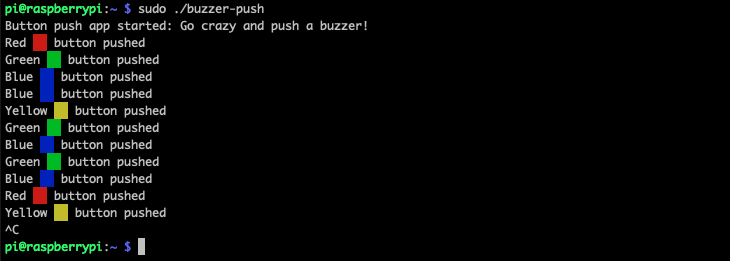 pi@raspberrypi:~ $ sudo ./buzzer-push
Button push app started: Go crazy and push a buzzer!
Red button pushed
Green button pushed
Blue button pushed
Blue button pushed
Yellow button pushed
Green button pushed
Blue button pushed
Green button pushed
Blue button pushed
Red button pushed
Yellow button pushed
^C
pi@raspberrypi:~ $